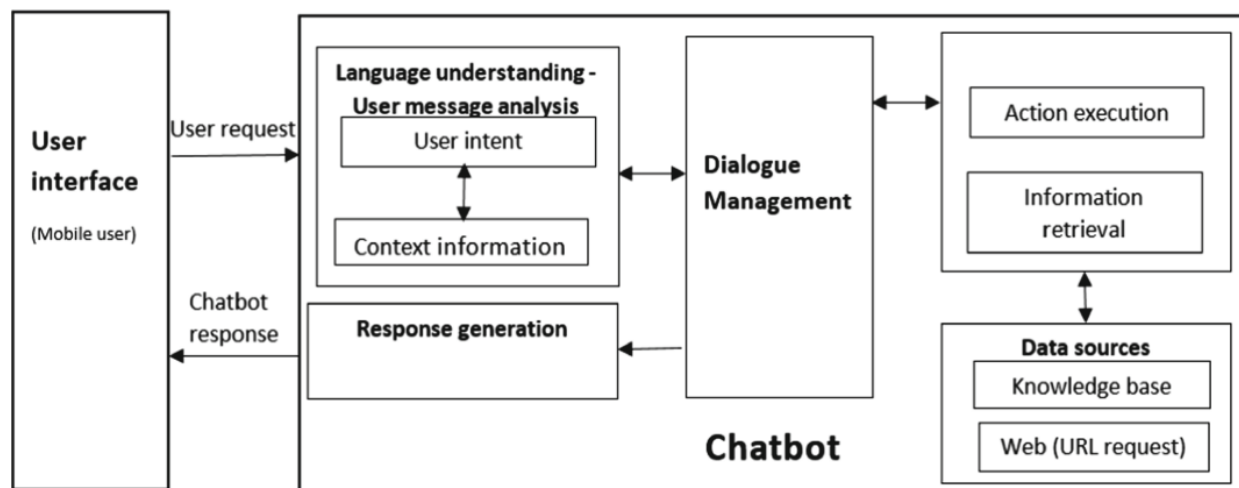 User
interface
(Mobile user)
User request
Chatbot
response
Language understanding -
User message analysis
User intent
Context information
Response generation
Dialogue
Management
Action execution
Information
retrieval
Data sources
Knowledge base
Web (URL request)
Chatbot